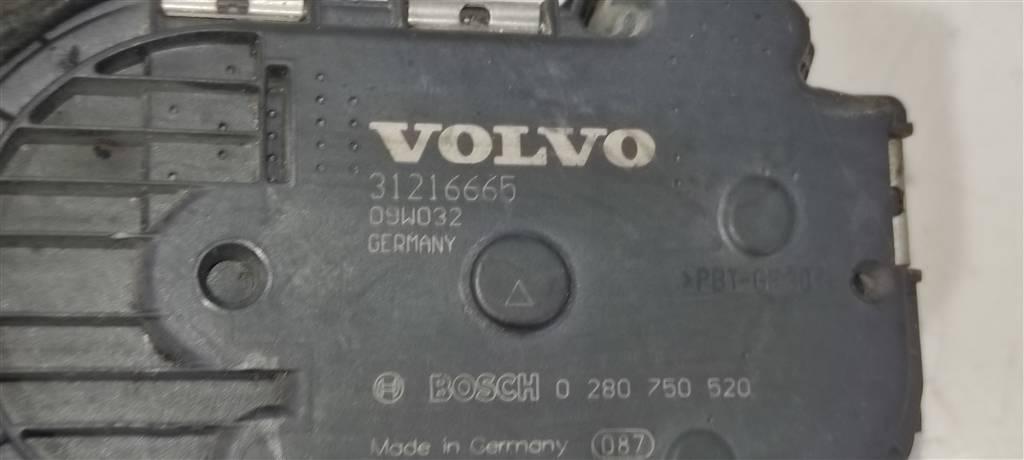 VOLVO
31216665
09W032
GERMANY
BOSCH 0 280 750 520
Made in Germany 087